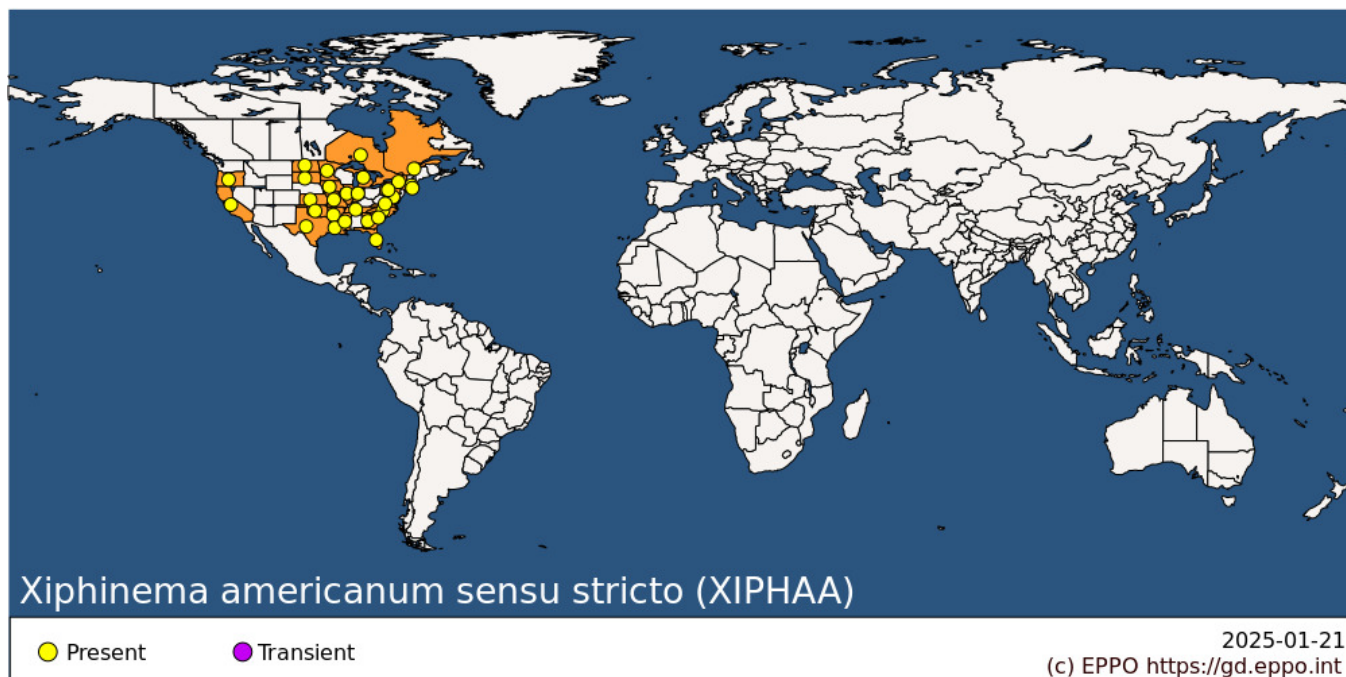 Xiphinema americanum sensu stricto (XIPHAA)
Present
Transient
2025-01-21
(c) EPPO https://gd.eppo.int